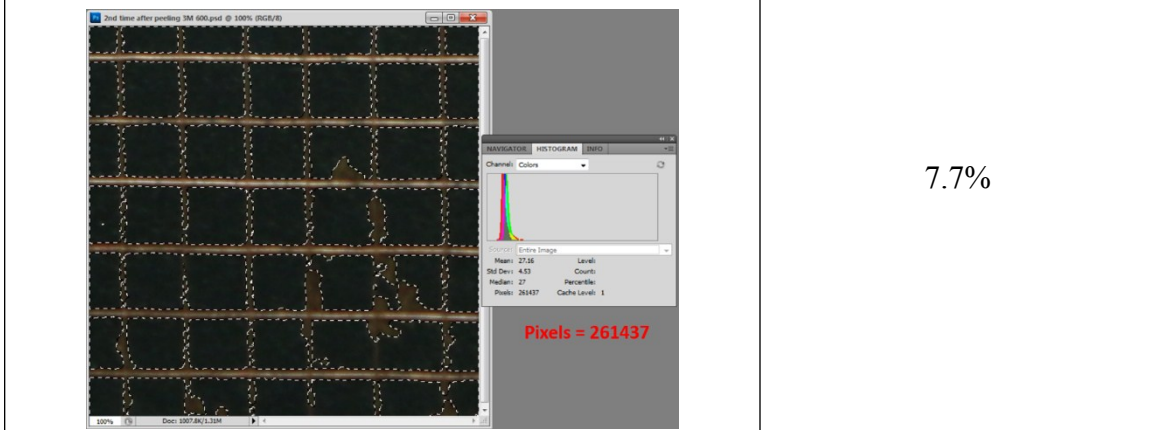 2nd time after peeling 3M 600.psd @ 100% (RGB/8)
NAVIGATOR HISTOGRAM INFO
Channel: Colors
Source: Entire Image
Mean: 27.16 Level:
Std Dev: 4.53 Count:
Median: 27 Percentile:
Pixels: 261437 Cache Level: 1
Pixels = 261437
100% Doc: 1007.8K/1.31M
7.7%